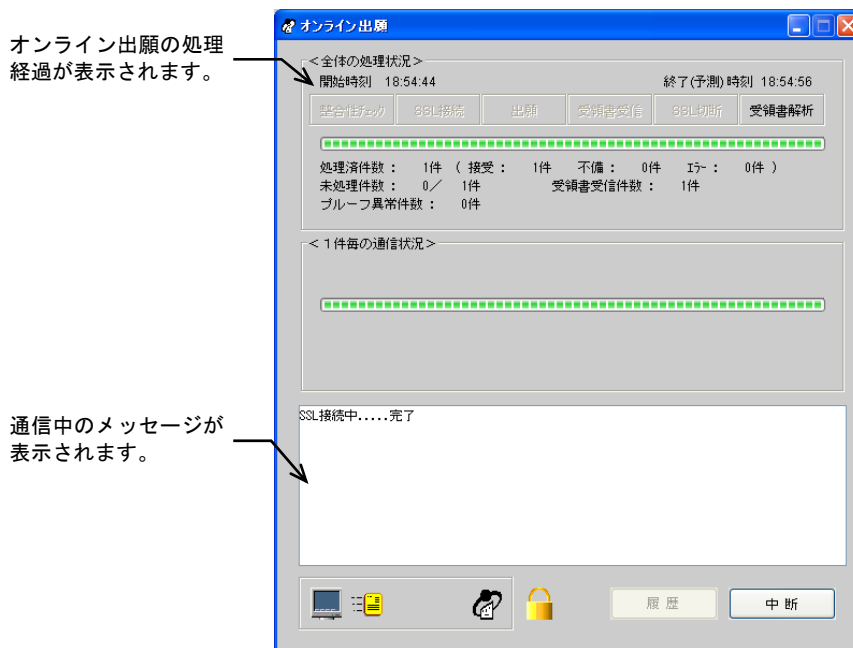 オンライン出願
オンライン出願の処理
経過が表示されます。
<全体の処理状況>
開始時刻 18:54:44 終了(予測)時刻 18:54:56
整合性ﾁｪｯｸ SSL接続 出願 受領書受信 SSL切断 受領書解析
処理済件数： 1件 ( 接受： 1件 不備： 0件 ｴﾗｰ： 0件 )
未処理件数： 0／ 1件 受領書受信件数： 1件
プルーフ異常件数： 0件
<１件毎の通信状況>
通信中のメッセージが
表示されます。
SSL接続中.....完了
履歴 中断